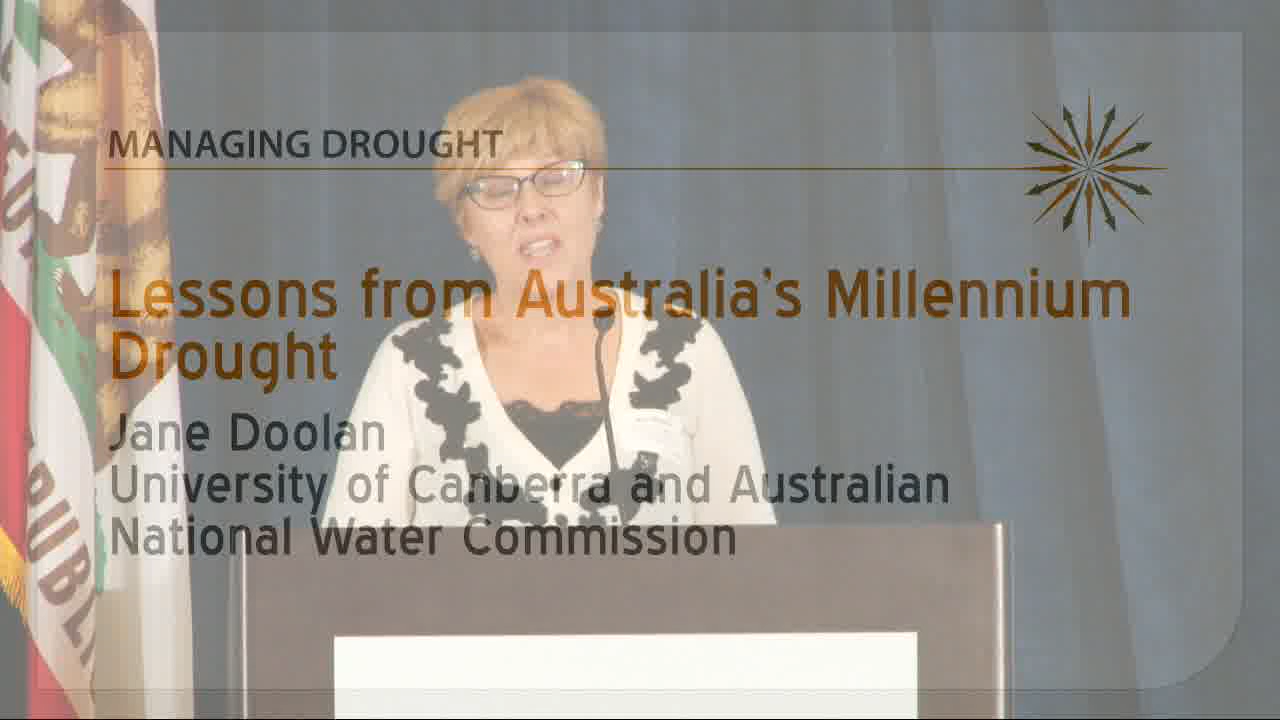 MANAGING DROUGHT
Lessons from Australia's Millennium
Drought
Jane Doolan
University of Canberra and Australian
National Water Commission